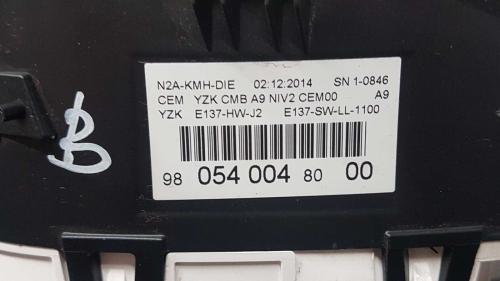 N2A-KMH-DIE 02:12:2014 SN 1-0846
CEM YZK CMB A9 NIV2 CEM00 A9
YZK E137-HW-J2 E137-SW-LL-1100
98 054 004 80 00
B